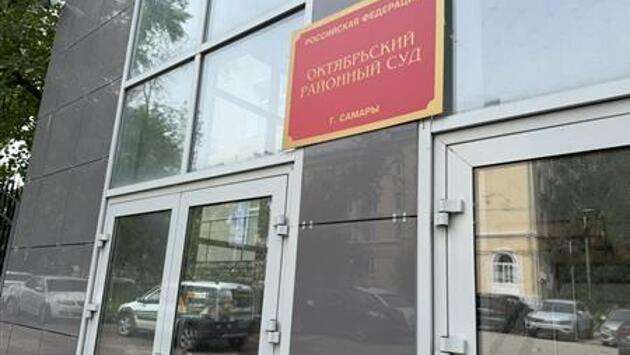 РОССИЙСКАЯ ФЕДЕРАЦИЯ
ОКТЯБРЬСКИЙ
РАЙОННЫЙ СУД
Г. САМАРЫ